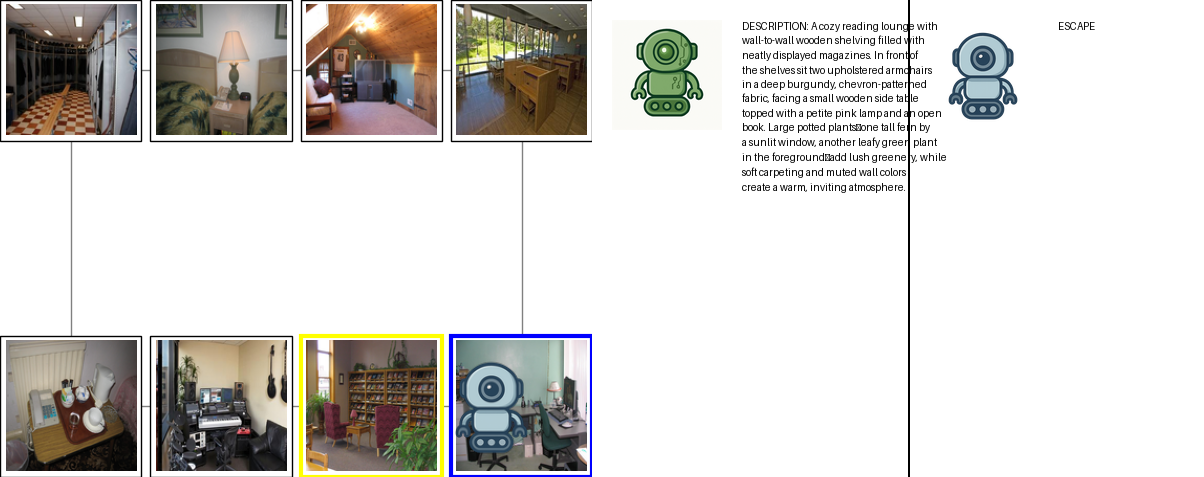 DESCRIPTION: A cozy reading lounge with
wall-to-wall wooden shelving filled with
neatly displayed magazines. In front of
the shelves sit two upholstered armchairs
in a deep burgundy, chevron-patterned
fabric, facing a small wooden side table
topped with a petite pink lamp and an open
book. Large potted plants□one tall fern by
a sunlit window, another leafy green plant
in the foreground□add lush greenery, while
soft carpeting and muted wall colors
create a warm, inviting atmosphere.
ESCAPE